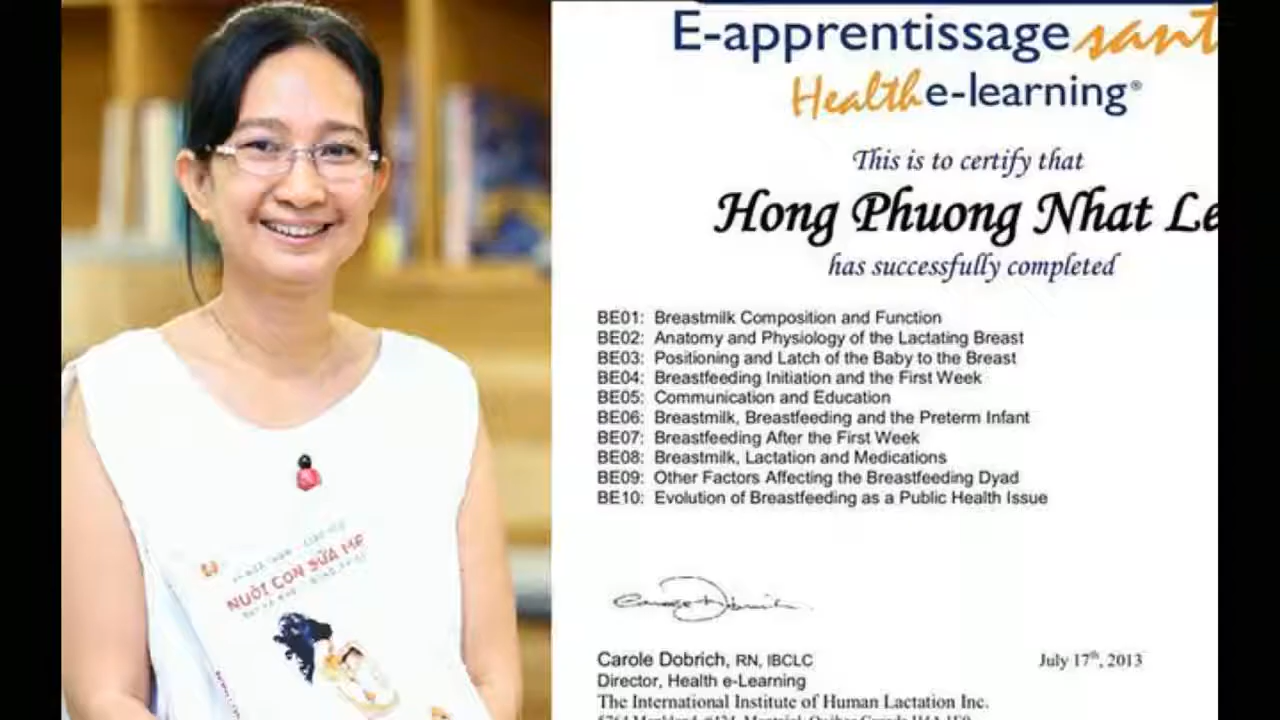 NUÔI CON SỮA MẸ
E-apprentissage sant
Health e-learning®
This is to certify that
Hong Phuong Nhat Le
has successfully completed
BE01: Breastmilk Composition and Function
BE02: Anatomy and Physiology of the Lactating Breast
BE03: Positioning and Latch of the Baby to the Breast
BE04: Breastfeeding Initiation and the First Week
BE05: Communication and Education
BE06: Breastmilk, Breastfeeding and the Preterm Infant
BE07: Breastfeeding After the First Week
BE08: Breastmilk, Lactation and Medications
BE09: Other Factors Affecting the Breastfeeding Dyad
BE10: Evolution of Breastfeeding as a Public Health Issue
Carole Dobrich, RN, IBCLC
July 17th, 2013
Director, Health e-Learning
The International Institute of Human Lactation Inc.